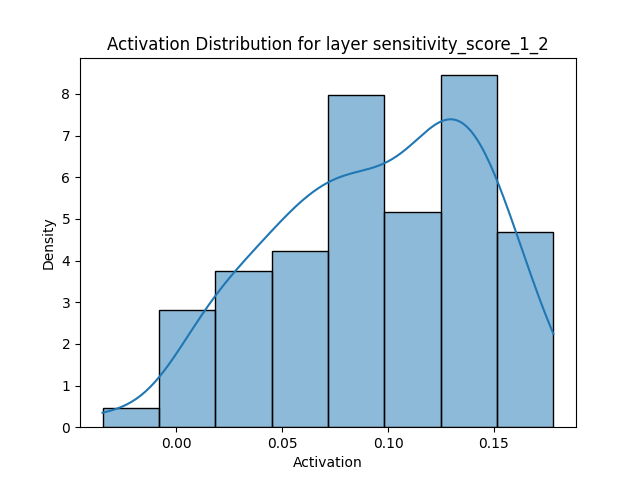 Activation Distribution for layer sensitivity_score_1_2
Density
8
7
6
5
4
3
2
1
0
0.00 0.05 0.10 0.15
Activation